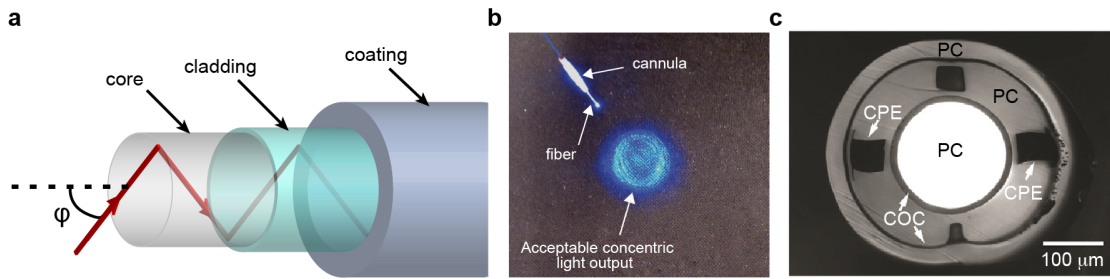 a
core
cladding
coating
φ
b
cannula
fiber
Acceptable concentric
light output
c
PC
PC
CPE
PC
CPE
COC
100 μm